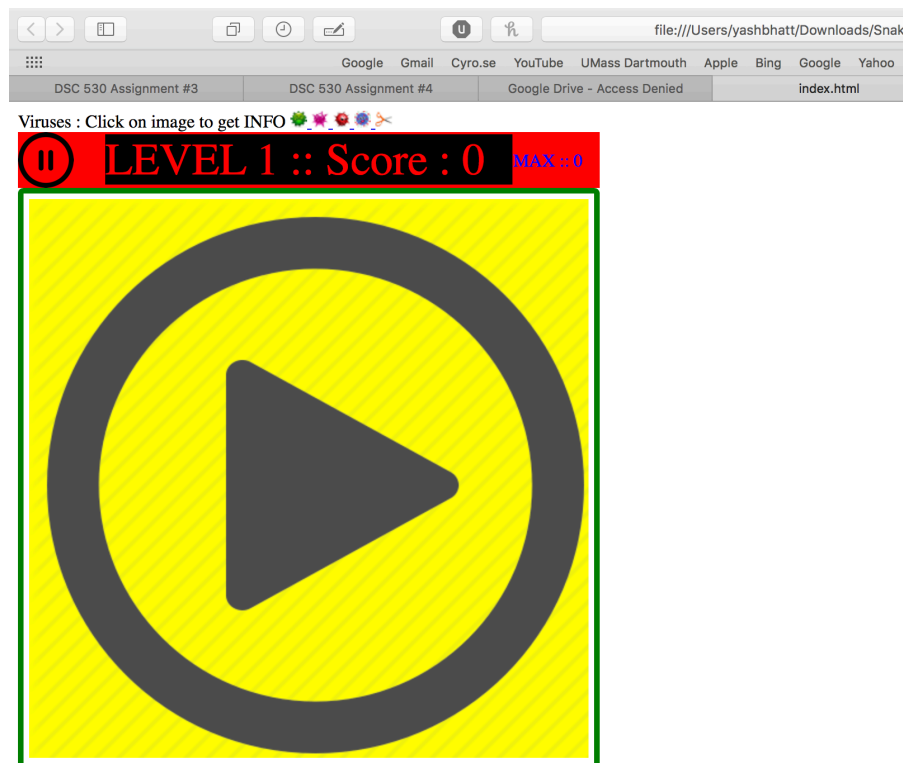 U h file:///Users/yashbhatt/Downloads/Snak
Google Gmail Cyro.se YouTube UMass Dartmouth Apple Bing Google Yahoo
DSC 530 Assignment #3 DSC 530 Assignment #4 Google Drive - Access Denied index.html
Viruses : Click on image to get INFO
LEVEL 1 :: Score : 0 MAX :: 0